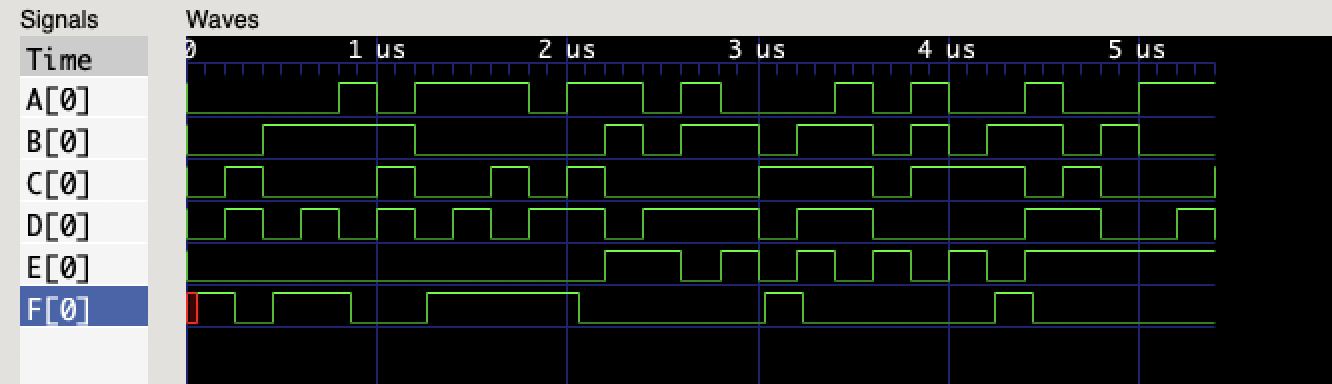 Signals
Waves
Time
0 1 us 2 us 3 us 4 us 5 us
A[0]
B[0]
C[0]
D[0]
E[0]
F[0]